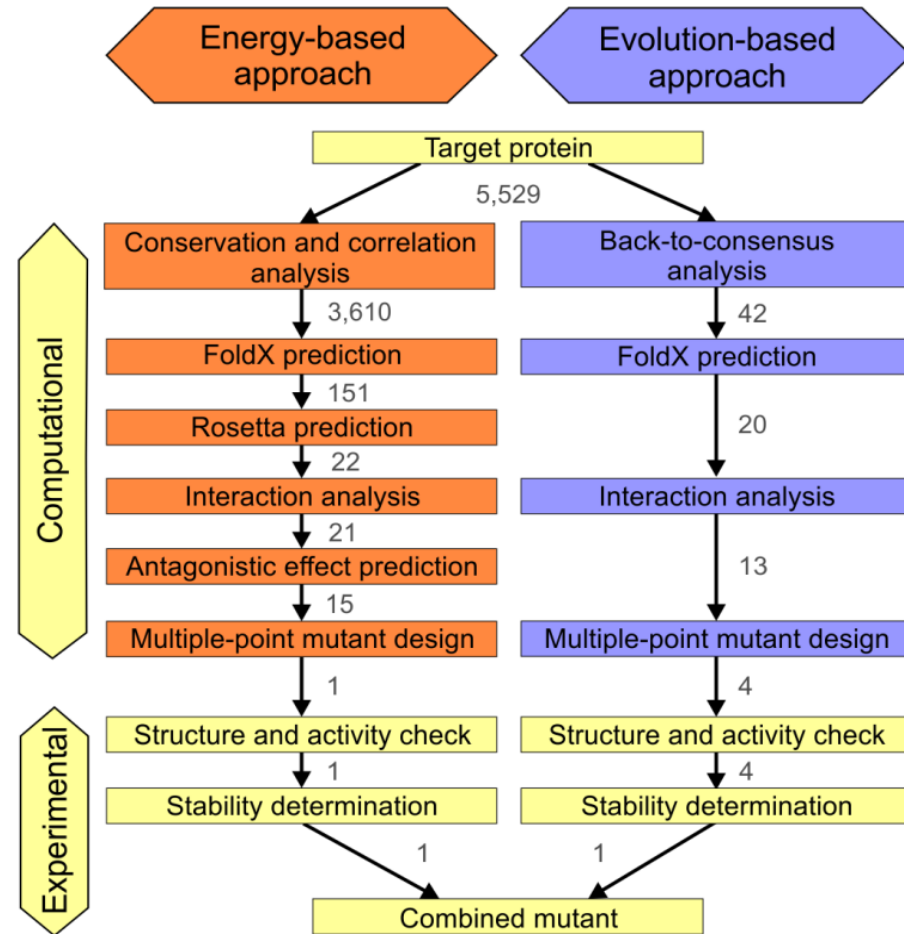 Energy-based
approach
Evolution-based
approach
Target protein
5,529
Computational
Conservation and correlation
analysis
Back-to-consensus
analysis
3,610
42
FoldX prediction
FoldX prediction
151
20
Rosetta prediction
22
Interaction analysis
Interaction analysis
21
13
Antagonistic effect prediction
15
Multiple-point mutant design
Multiple-point mutant design
1
4
Experimental
Structure and activity check
Structure and activity check
1
4
Stability determination
Stability determination
1
1
Combined mutant